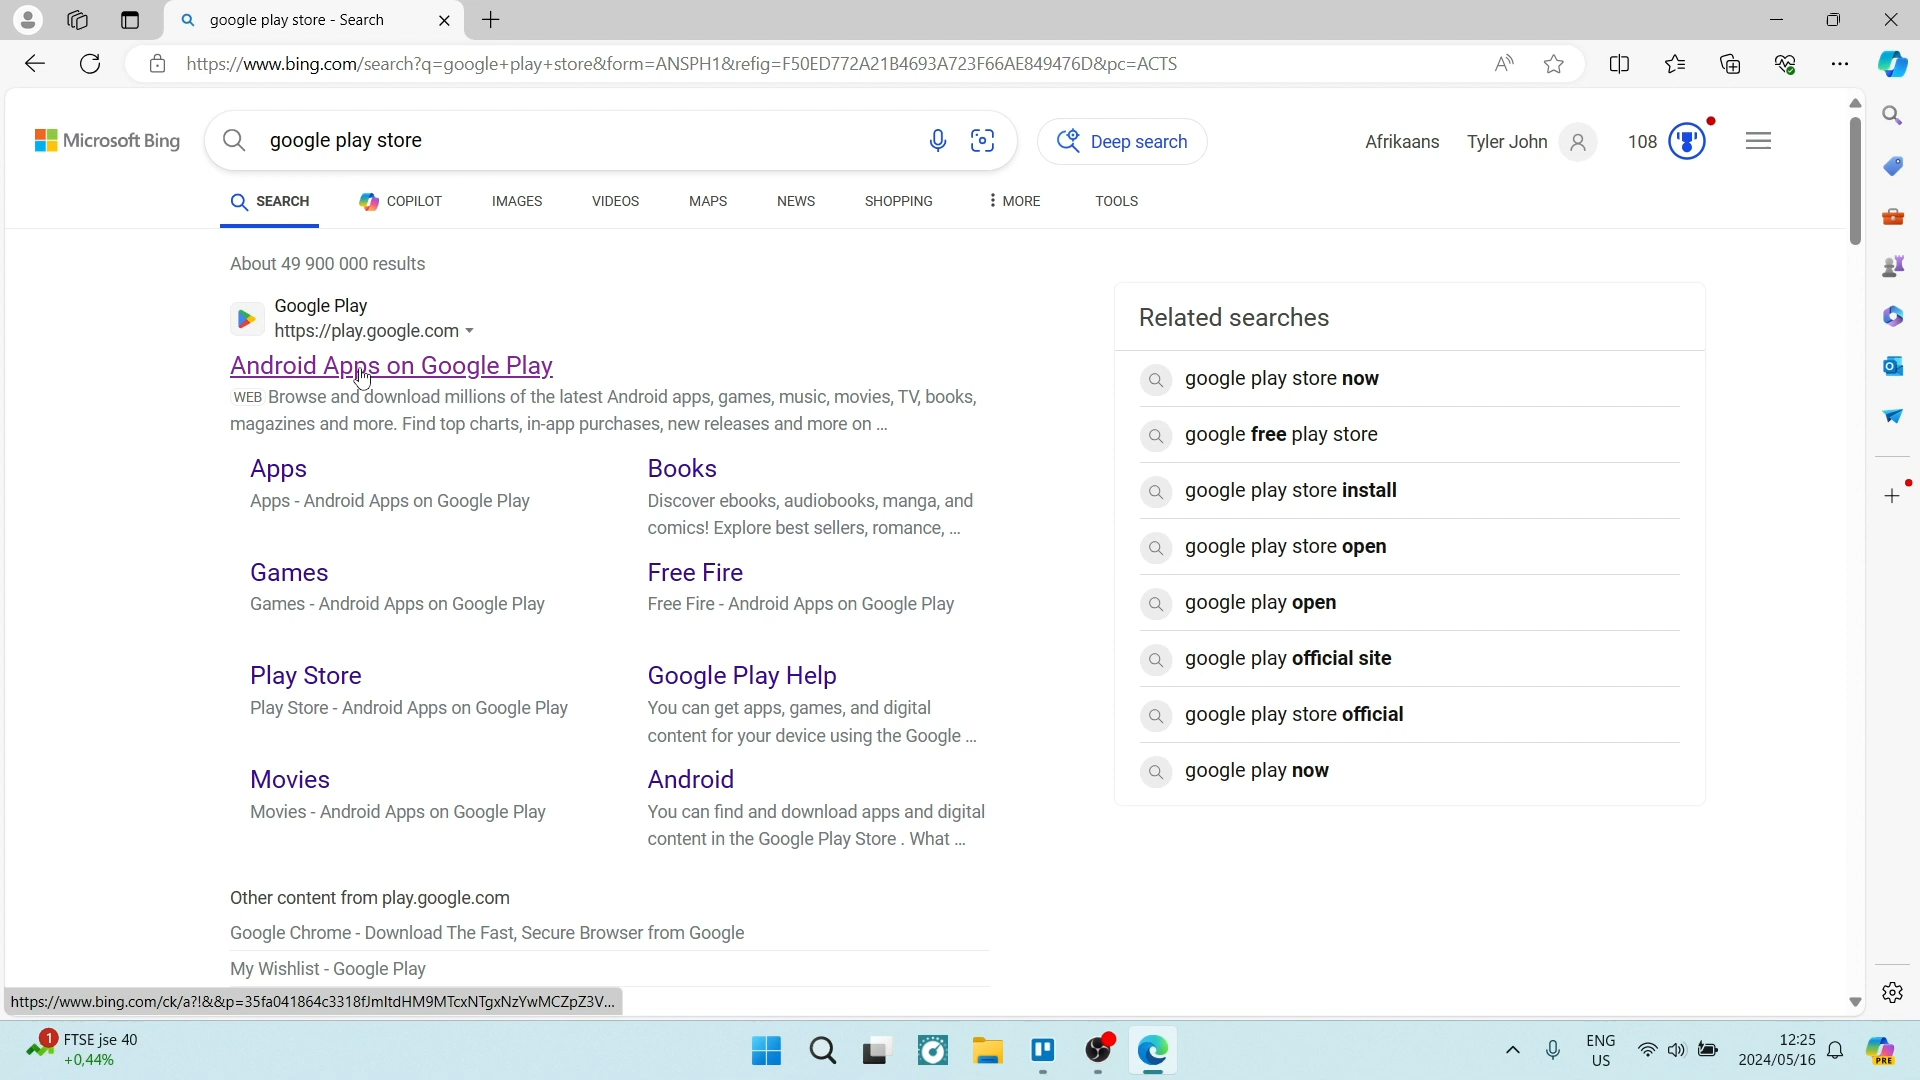 google play store - Search
https://www.bing.com/search?q=google+play+store&form=ANSPH1&refig=F50ED772A21B4693A723F66AE849476D&pc=ACTS
Microsoft Bing
google play store
Deep search
Afrikaans
Tyler John
108
SEARCH
COPILOT
IMAGES
VIDEOS
MAPS
NEWS
SHOPPING
MORE
TOOLS
About 49 900 000 results
Google Play
https://play.google.com
Android Apps on Google Play
WEB Browse and download millions of the latest Android apps, games, music, movies, TV, books,
magazines and more. Find top charts, in-app purchases, new releases and more on ...
Apps
Apps - Android Apps on Google Play
Books
Discover ebooks, audiobooks, manga, and
comics! Explore best sellers, romance, ...
Games
Games - Android Apps on Google Play
Free Fire
Free Fire - Android Apps on Google Play
Play Store
Play Store - Android Apps on Google Play
Google Play Help
You can get apps, games, and digital
content for your device using the Google ...
Movies
Movies - Android Apps on Google Play
Android
You can find and download apps and digital
content in the Google Play Store . What ...
Other content from play.google.com
Google Chrome - Download The Fast, Secure Browser from Google
My Wishlist - Google Play
Related searches
google play store now
google free play store
google play store install
google play store open
google play open
google play official site
google play store official
google play now
https://www.bing.com/ck/a?!&&p=35fa041864c3318fJmltdHM9MTcxNTgxNzYwMCZpZ3V...
1
FTSE jse 40
+0,44%
ENG
US
12:25
2024/05/16
PRE